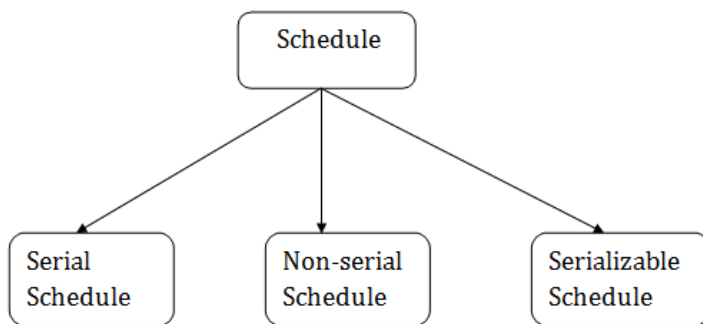 Schedule
Serial
Schedule
Non-serial
Schedule
Serializable
Schedule